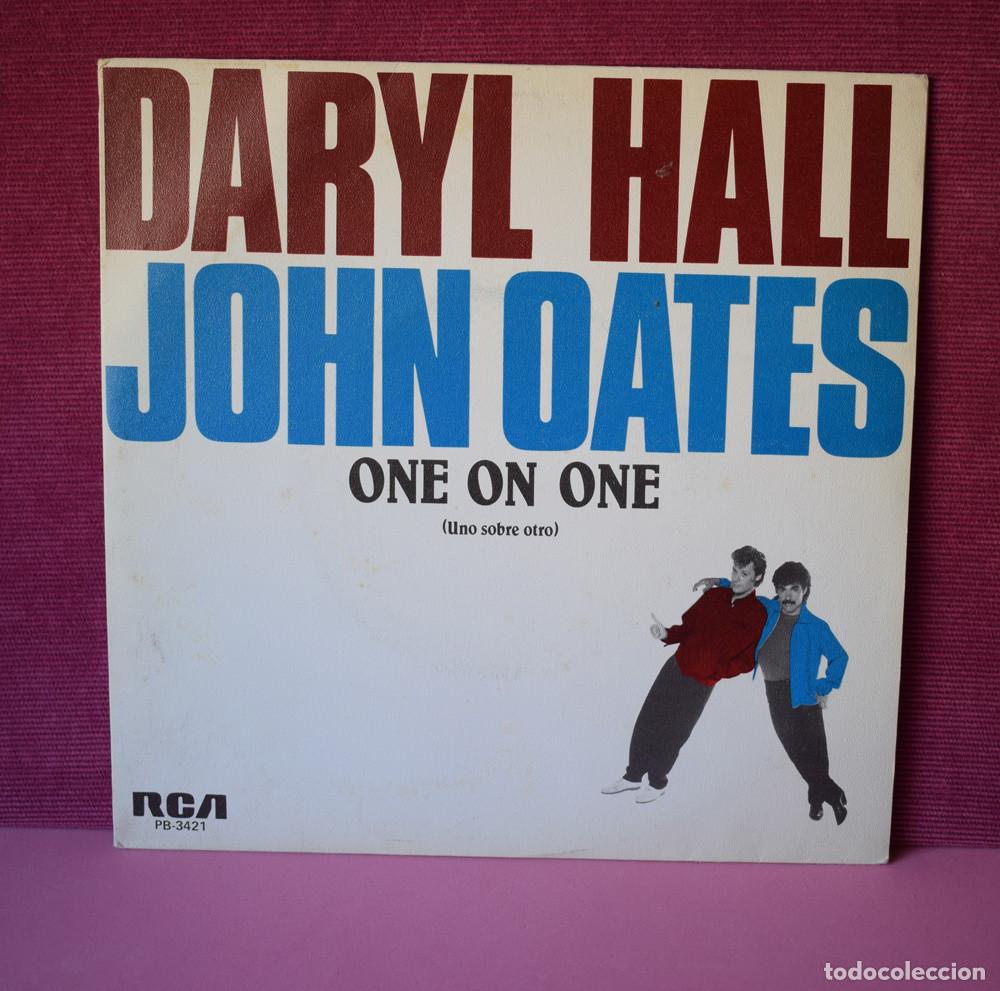 DARYL HALL
JOHN OATES
ONE ON ONE
(Uno sobre otro)
RCA
PB-3421
todocoleccion